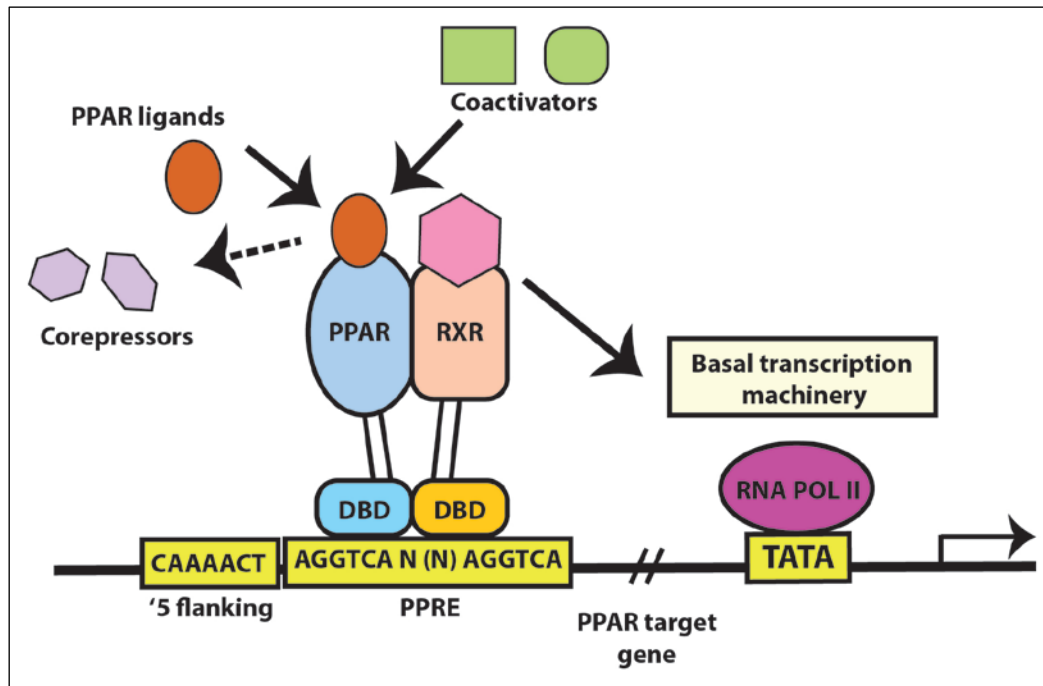 Coactivators
PPAR ligands
Corepressors
PPAR
RXR
Basal transcription
machinery
RNA POL II
DBD
DBD
CAAAACT
AGGTCA N (N) AGGTCA
TATA
‘5 flanking
PPRE
PPAR target
gene